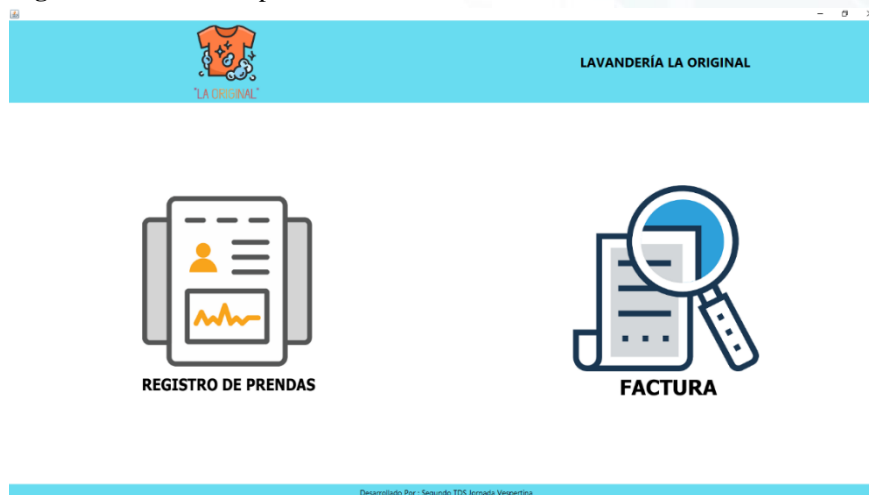 "LA ORIGINAL"
LAVANDERÍA LA ORIGINAL
REGISTRO DE PRENDAS
FACTURA
Desarrollado Por : Segundo TDS Jornada Vespertina